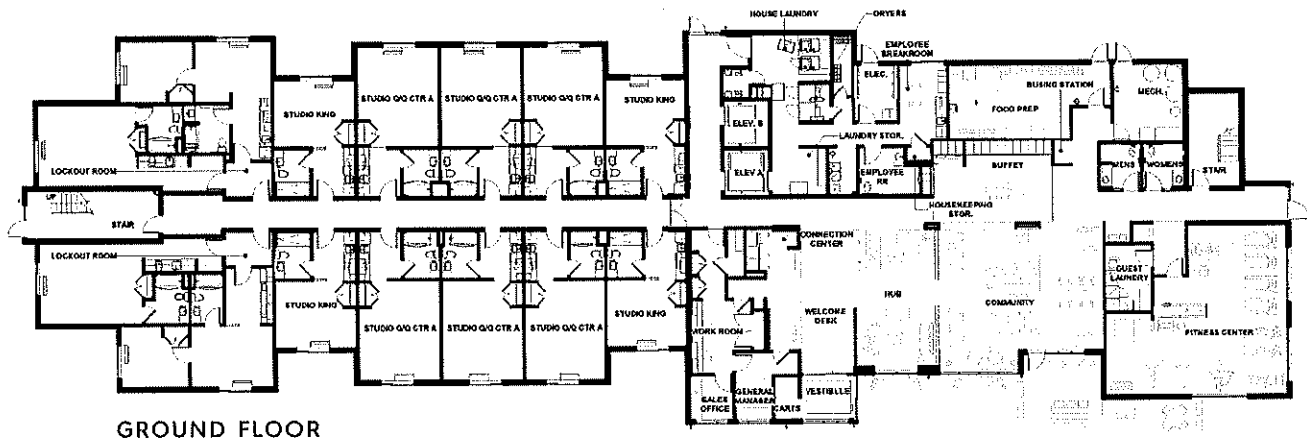 HOUSE LAUNDRY
DRYERS
EMPLOYEE
BREAKROOM
ELEC.
BUSING STATION
MECH.
FOOD PREP
STUDIO Q/Q CTR A
STUDIO Q/Q CTR A
STUDIO Q/Q CTR A
STUDIO KING
STUDIO KING
ELEV. B
LAUNDRY STOR.
LOCKOUT ROOM
ELEV A
EMPLOYEE
RR
BUFFET
MENS
WOMENS
STAIR
UP
STAIR
HOUSEKEEPING
STOR.
LOCKOUT ROOM
CONNECTION
CENTER
GUEST
LAUNDRY
STUDIO KING
STUDIO KING
HUB
COMMUNITY
STUDIO Q/Q CTR A
STUDIO Q/Q CTR A
STUDIO Q/Q CTR A
WORK ROOM
WELCOME
DESK
FITNESS CENTER
SALES
OFFICE
GENERAL
MANAGER
CARTS
VESTIBULE
GROUND FLOOR